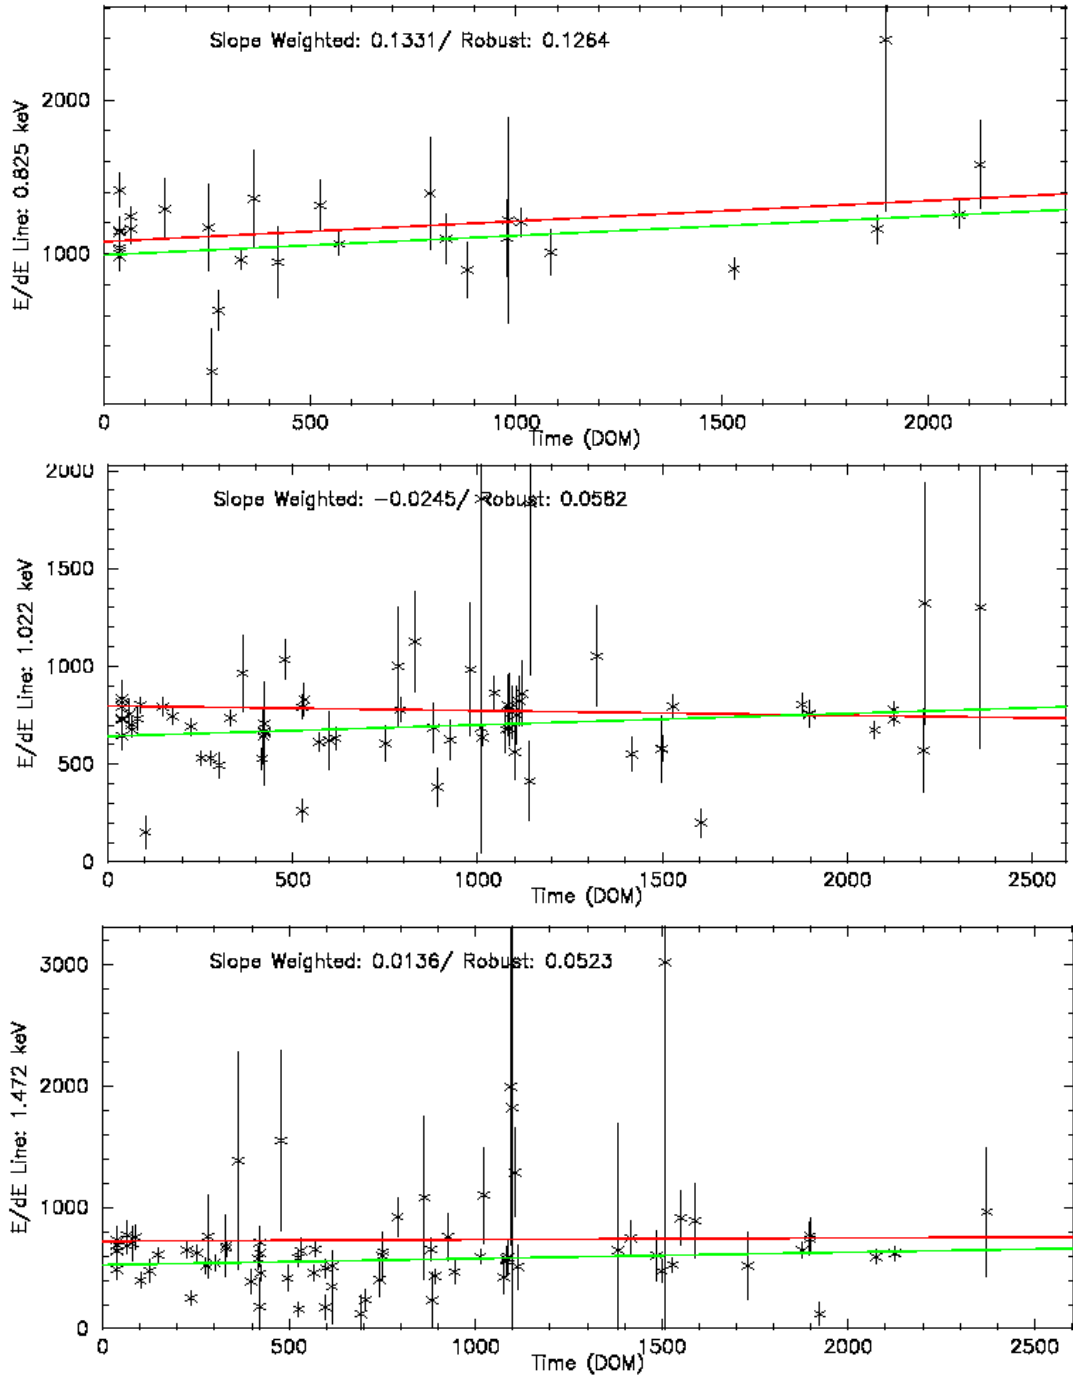 Slope Weighted: 0.1331/ Robust: 0.1264
E/dE Line: 0.825 keV
2000
1000
0 500 1000 1500 2000
Time (DOM)
Slope Weighted: −0.0245/ Robust: 0.0582
E/dE Line: 1.022 keV
2000
1500
1000
500
0
0 500 1000 1500 2000 2500
Time (DOM)
Slope Weighted: 0.0136/ Robust: 0.0523
E/dE Line: 1.472 keV
3000
2000
1000
0
0 500 1000 1500 2000 2500
Time (DOM)